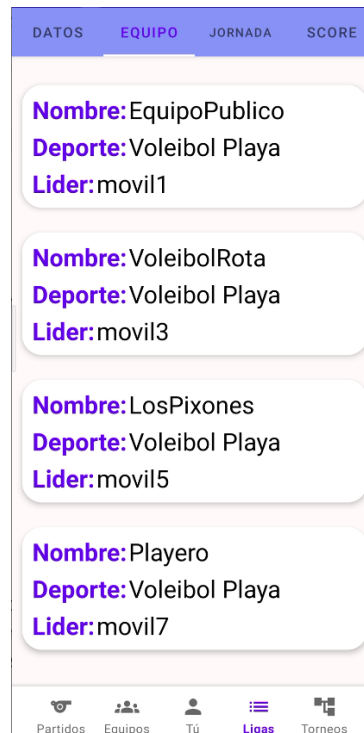 DATOS EQUIPO JORNADA SCORE
Nombre: EquipoPublico
Deporte: Voleibol Playa
Lider: movil1
Nombre: VoleibolRota
Deporte: Voleibol Playa
Lider: movil3
Nombre: LosPixones
Deporte: Voleibol Playa
Lider: movil5
Nombre: Playero
Deporte: Voleibol Playa
Lider: movil7
Partidos Equipos Tú Ligas Torneos